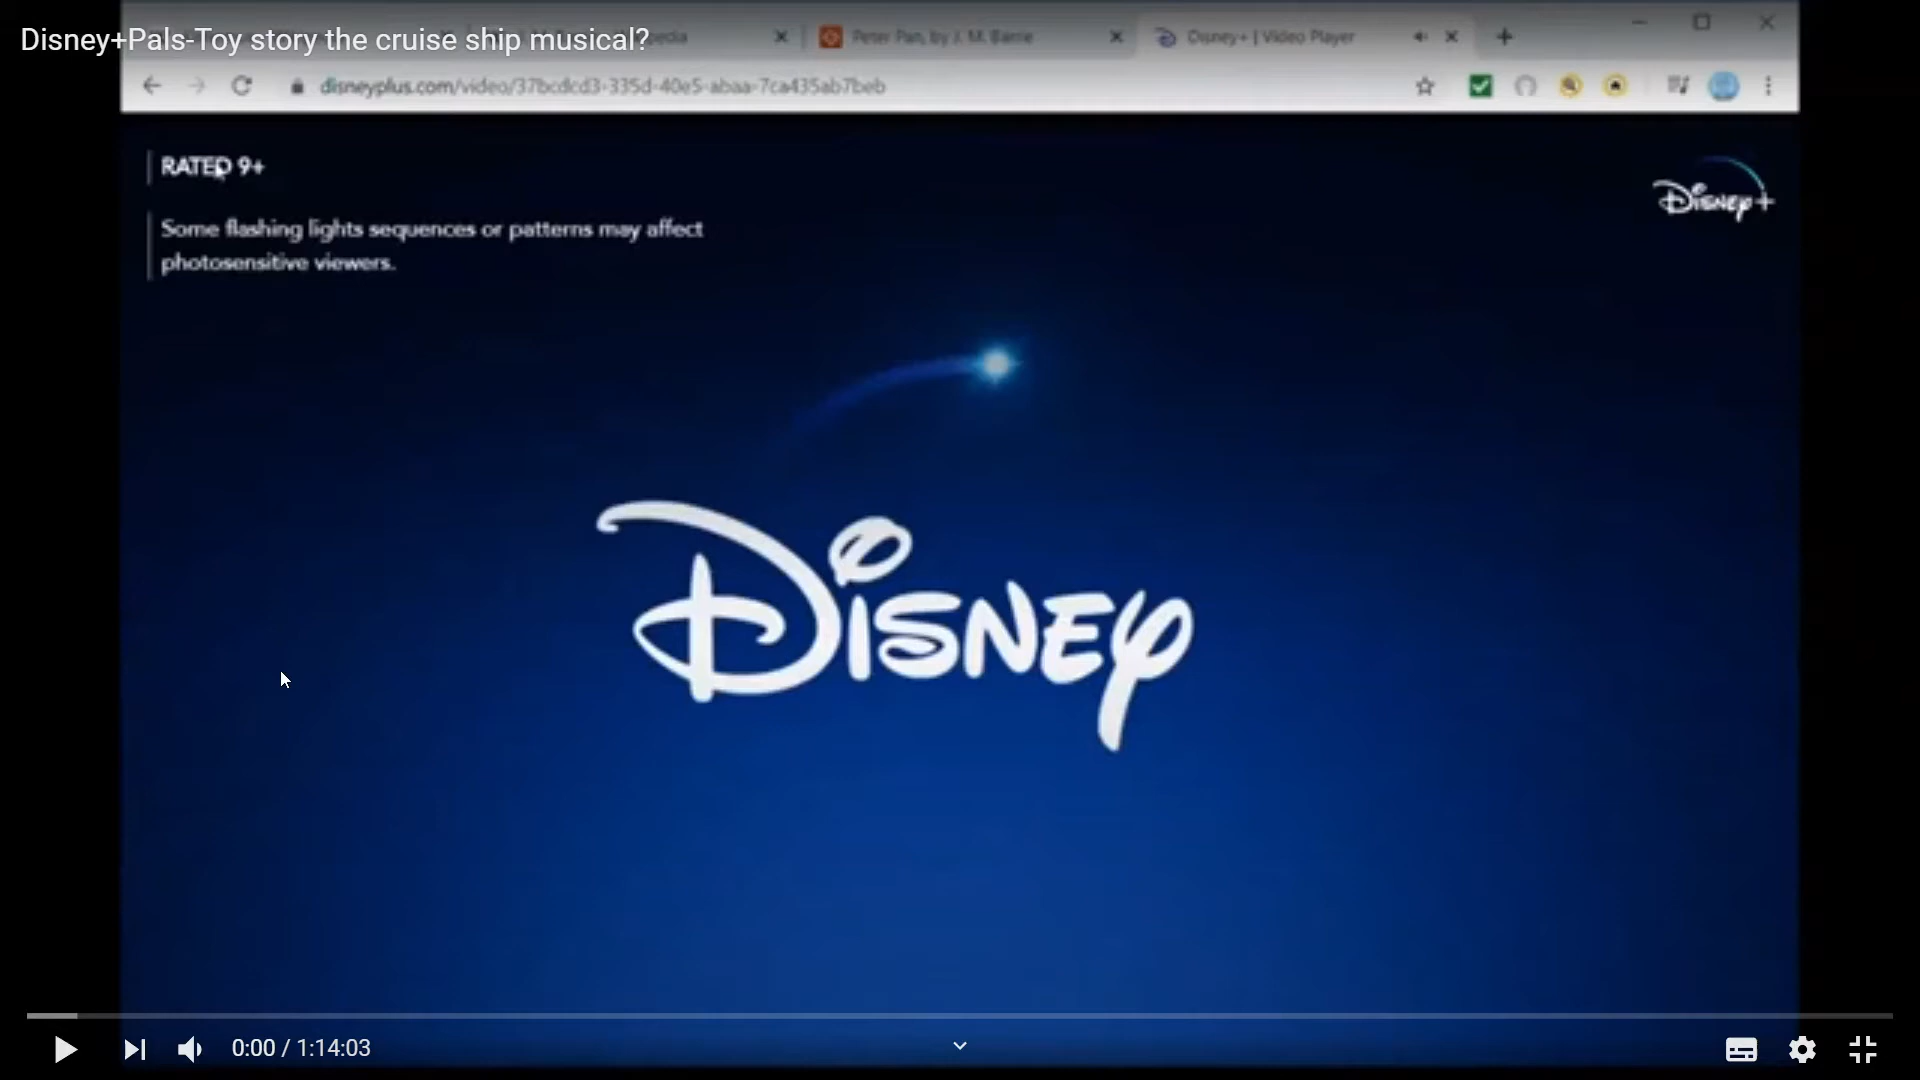 Disney+Pals-Toy story the cruise ship musical?
Peter Pan, by J. M. Barrie
Disney+ | Video Player
disneyplus.com/video/37bcdcd3-335d-40e5-abaa-7ca435ab7beb
RATED 9+
Disney+
Some flashing lights sequences or patterns may affect
photosensitive viewers.
Disney
0:00 / 1:14:03